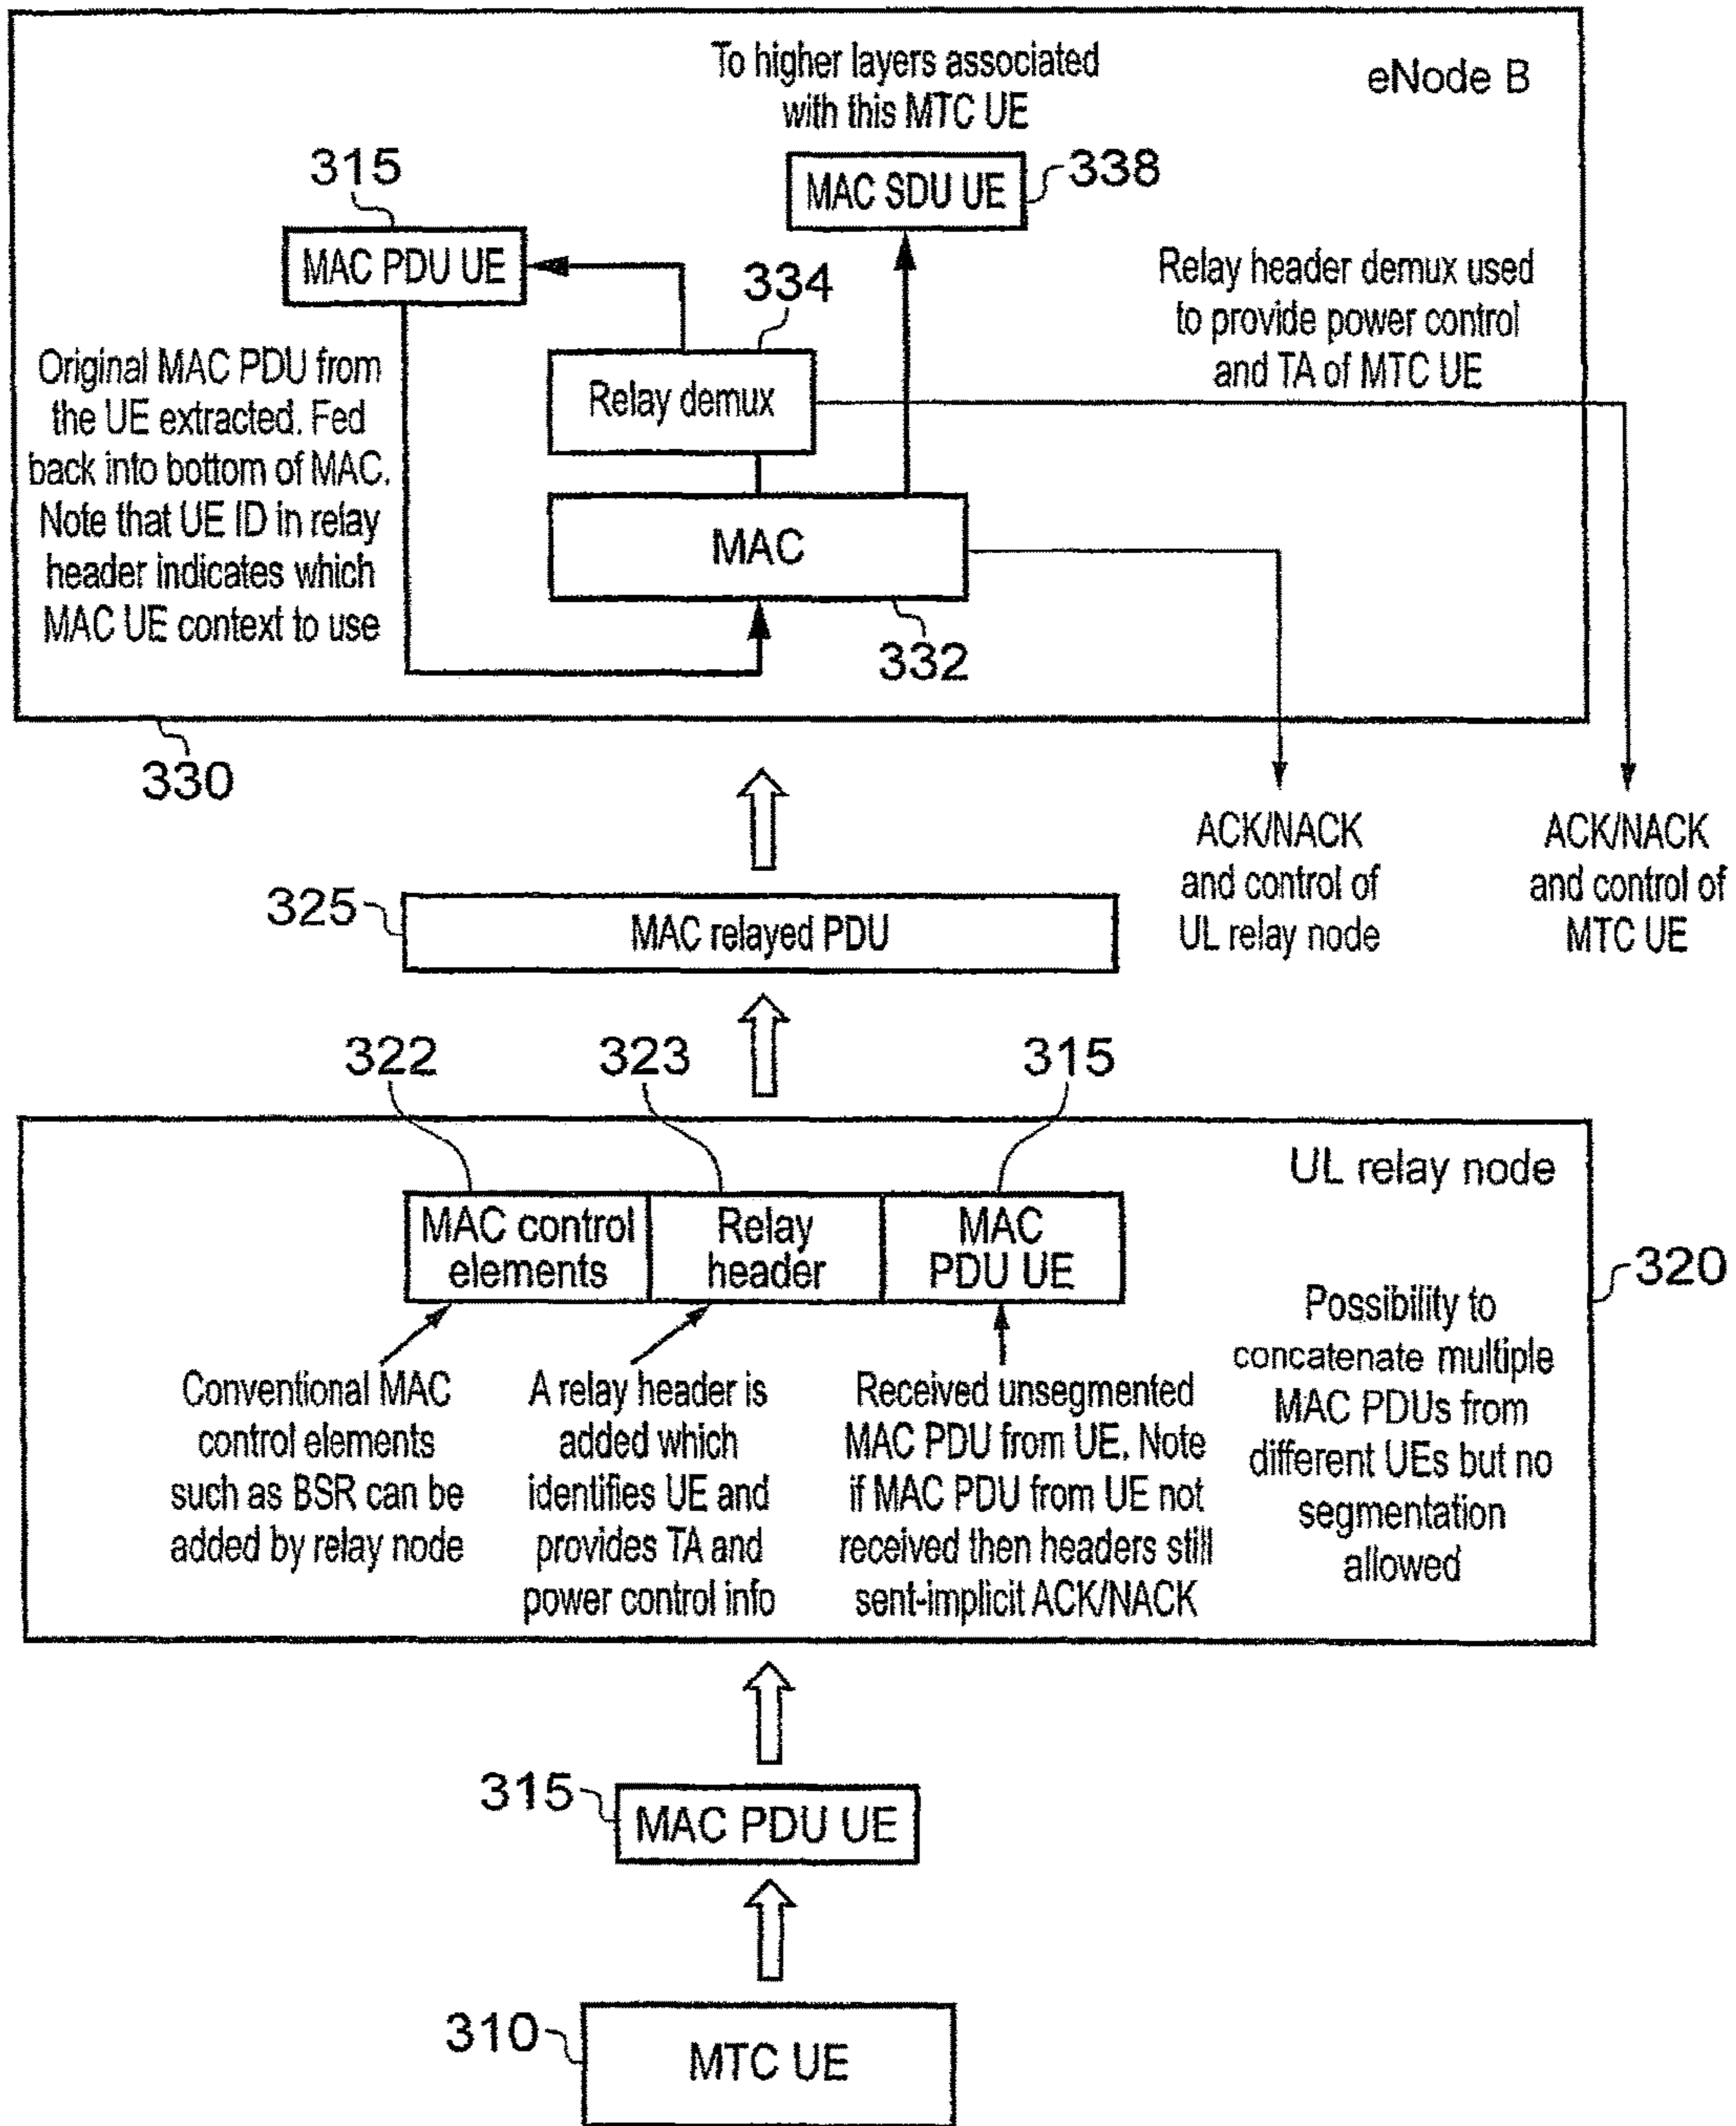 eNode B
To higher layers associated
with this MTC UE
315
MAC SDU UE
338
MAC PDU UE
334
Relay header demux used
to provide power control
and TA of MTC UE
Original MAC PDU from
the UE extracted. Fed
back into bottom of MAC.
Note that UE ID in relay
header indicates which
MAC UE context to use
Relay demux
MAC
332
330
ACK/NACK
and control of
UL relay node
ACK/NACK
and control of
MTC UE
325
MAC relayed PDU
322
323
315
UL relay node
MAC control
elements
Relay
header
MAC
PDU UE
320
Conventional MAC
control elements
such as BSR can be
added by relay node
A relay header is
added which
identifies UE and
provides TA and
power control info
Received unsegmented
MAC PDU from UE. Note
if MAC PDU from UE not
received then headers still
sent-implicit ACK/NACK
Possibility to
concatenate multiple
MAC PDUs from
different UEs but no
segmentation
allowed
315
MAC PDU UE
310
MTC UE